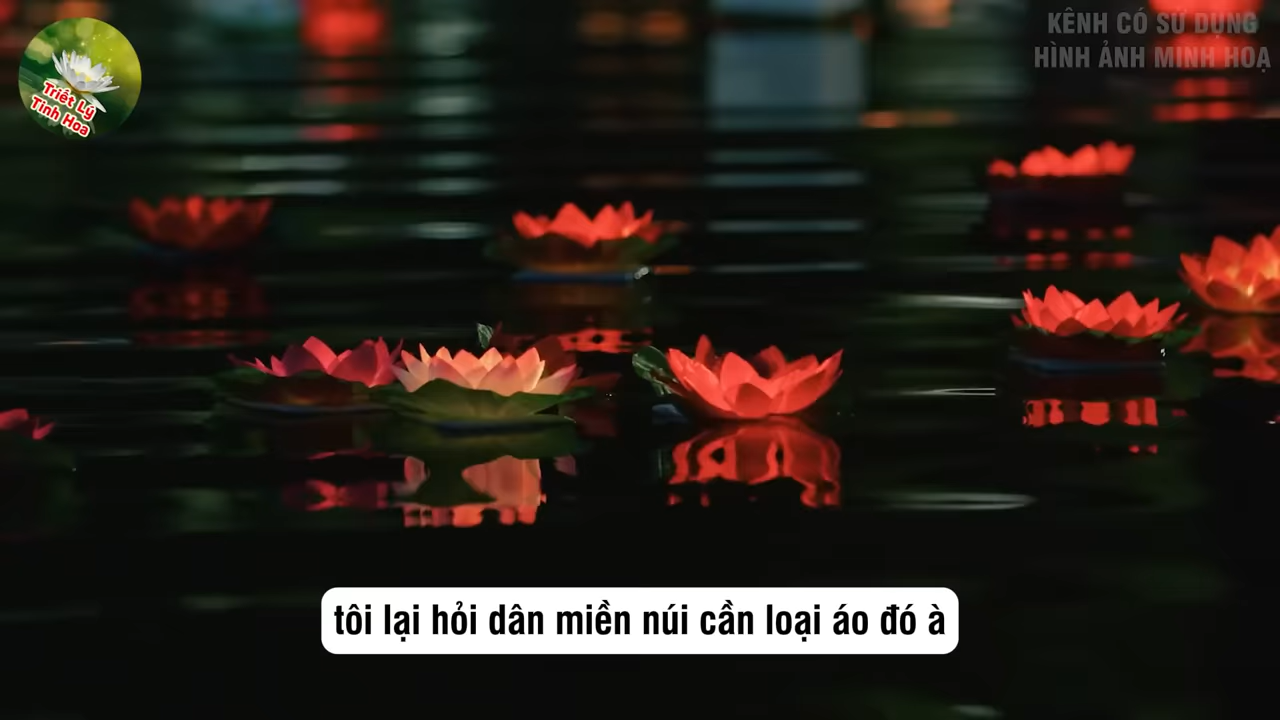 Triết Lý
Tinh Hoa
KÊNH CÓ SỬ DỤNG
HÌNH ẢNH MINH HOẠ
tôi lại hỏi dân miền núi cần loại áo đó à